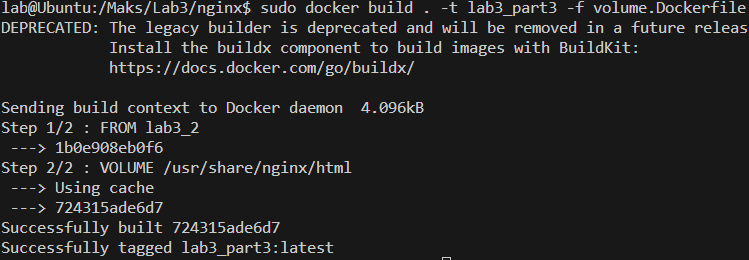 lab@Ubuntu:/Maks/Lab3/nginx$ sudo docker build . -t lab3_part3 -f volume.Dockerfile
DEPRECATED: The legacy builder is deprecated and will be removed in a future releas
            Install the buildx component to build images with BuildKit:
            https://docs.docker.com/go/buildx/
Sending build context to Docker daemon  4.096kB
Step 1/2 : FROM lab3_2
 ---> 1b0e908eb0f6
Step 2/2 : VOLUME /usr/share/nginx/html
 ---> Using cache
 ---> 724315ade6d7
Successfully built 724315ade6d7
Successfully tagged lab3_part3:latest